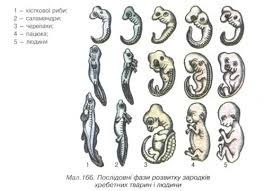 1 – кісткової риби;
2 – саламандри;
3 – черепахи;
4 – пацюка;
5 – людини
1 2 3 4 5
Мал. 166. Послідовні фази розвитку зародків
хребетних тварин і людини